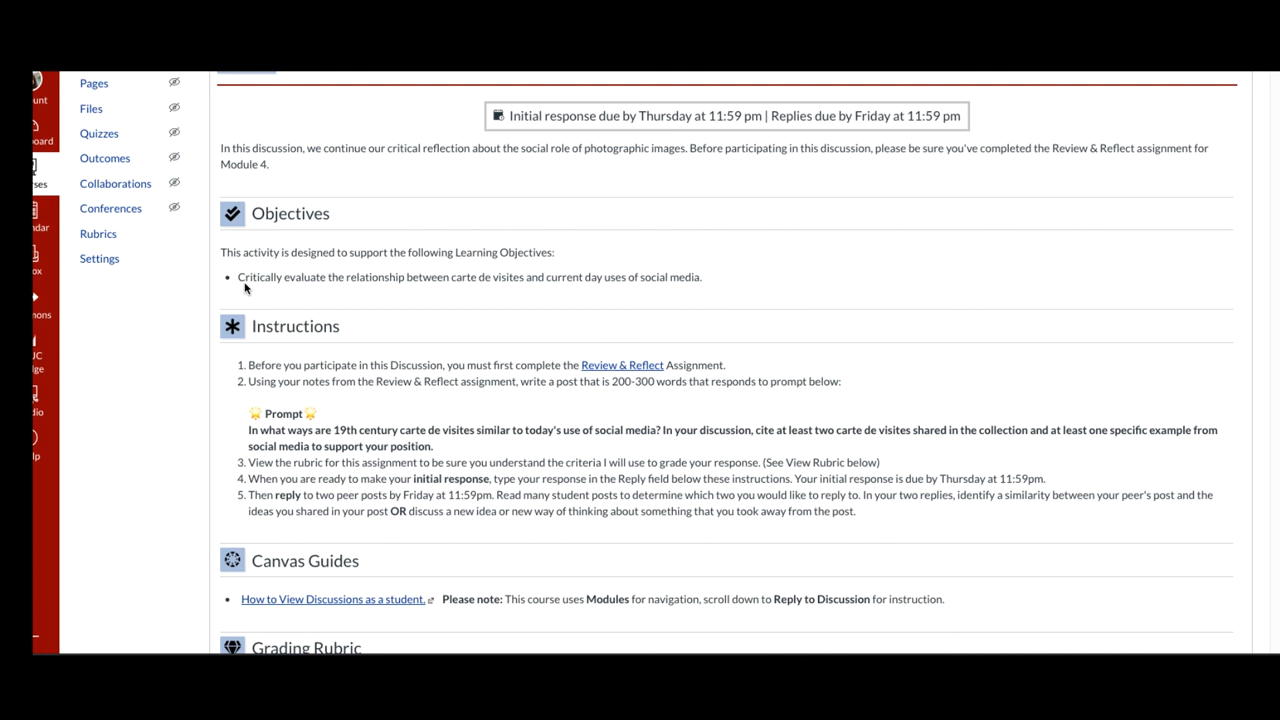 Pages
Files
Quizzes
Outcomes
Collaborations
Conferences
Rubrics
Settings
Initial response due by Thursday at 11:59 pm | Replies due by Friday at 11:59 pm
In this discussion, we continue our critical reflection about the social role of photographic images. Before participating in this discussion, please be sure you've completed the Review & Reflect assignment for
Module 4.
Objectives
This activity is designed to support the following Learning Objectives:
• Critically evaluate the relationship between carte de visites and current day uses of social media.
Instructions
1. Before you participate in this Discussion, you must first complete the Review & Reflect Assignment.
2. Using your notes from the Review & Reflect assignment, write a post that is 200-300 words that responds to prompt below:
Prompt
In what ways are 19th century carte de visites similar to today's use of social media? In your discussion, cite at least two carte de visites shared in the collection and at least one specific example from
social media to support your position.
3. View the rubric for this assignment to be sure you understand the criteria I will use to grade your response. (See View Rubric below)
4. When you are ready to make your initial response, type your response in the Reply field below these instructions. Your initial response is due by Thursday at 11:59pm.
5. Then reply to two peer posts by Friday at 11:59pm. Read many student posts to determine which two you would like to reply to. In your two replies, identify a similarity between your peer's post and the
ideas you shared in your post OR discuss a new idea or new way of thinking about something that you took away from the post.
Canvas Guides
• How to View Discussions as a student. Please note: This course uses Modules for navigation, scroll down to Reply to Discussion for instruction.
Grading Rubric